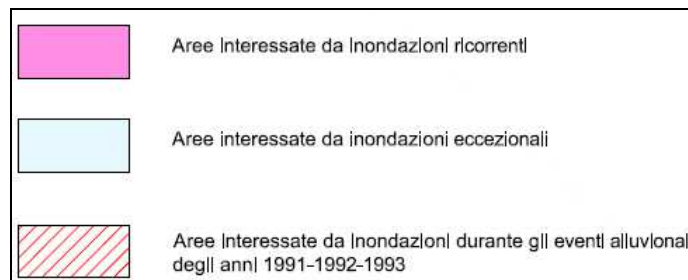 Aree interessate da inondazioni ricorrenti
Aree interessate da inondazioni eccezionali
Aree interessate da inondazioni durante gli eventi alluvional
degli anni 1991-1992-1993